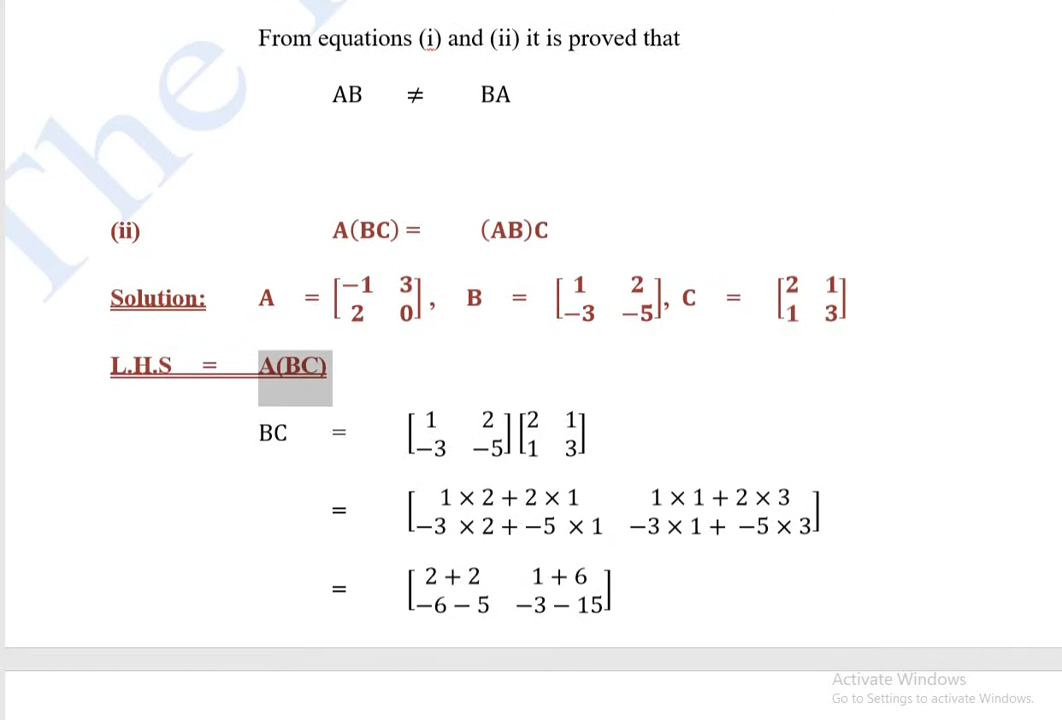 The
From equations (i) and (ii) it is proved that
AB ≠ BA
(ii) A(BC) = (AB)C
Solution: A = [−1 3; 2 0], B = [1 2; −3 −5], C = [2 1; 1 3]
L.H.S = A(BC)
BC = [1 2; −3 −5][2 1; 1 3]
= [1 × 2 + 2 × 1 1 × 1 + 2 × 3; −3 × 2 + −5 × 1 −3 × 1 + −5 × 3]
= [2 + 2 1 + 6; −6 − 5 −3 − 15]
Activate Windows
Go to Settings to activate Windows.